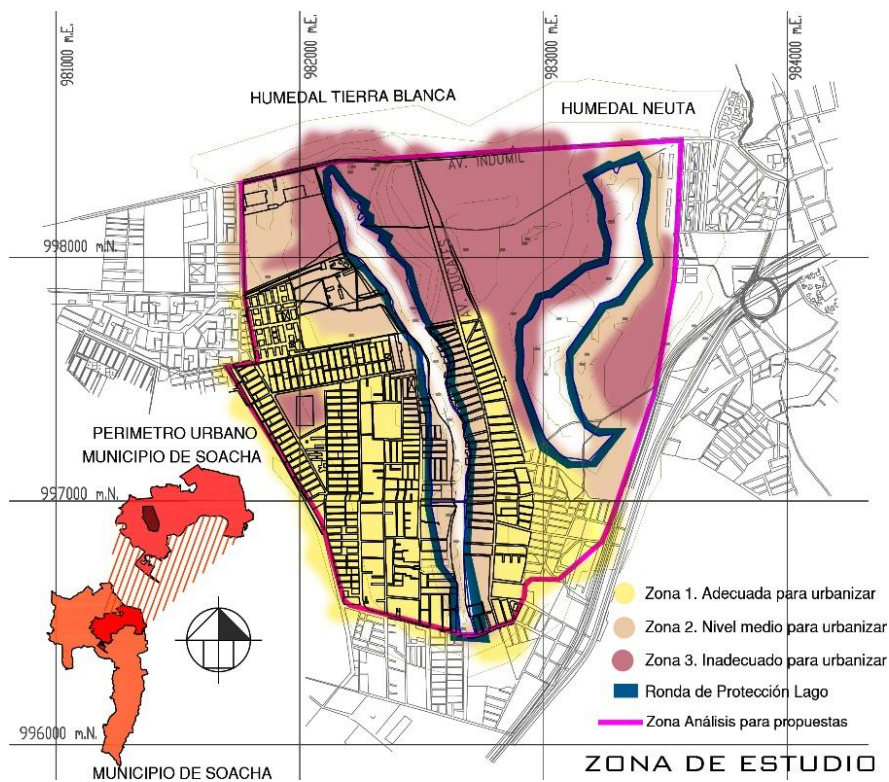 981000 m.E.
982000 m.E.
983000 m.E.
984000 m.E.
HUMEDAL TIERRA BLANCA
HUMEDAL NEUTA
AV. INDUMIL
998000 m.N.
AV. DUCALES
PERIMETRO URBANO
MUNICIPIO DE SOACHA
997000 m.N.
Zona 1. Adecuada para urbanizar
Zona 2. Nivel medio para urbanizar
Zona 3. Inadecuado para urbanizar
Ronda de Protección Lago
Zona Análisis para propuestas
996000 m.N.
ZONA DE ESTUDIO
MUNICIPIO DE SOACHA